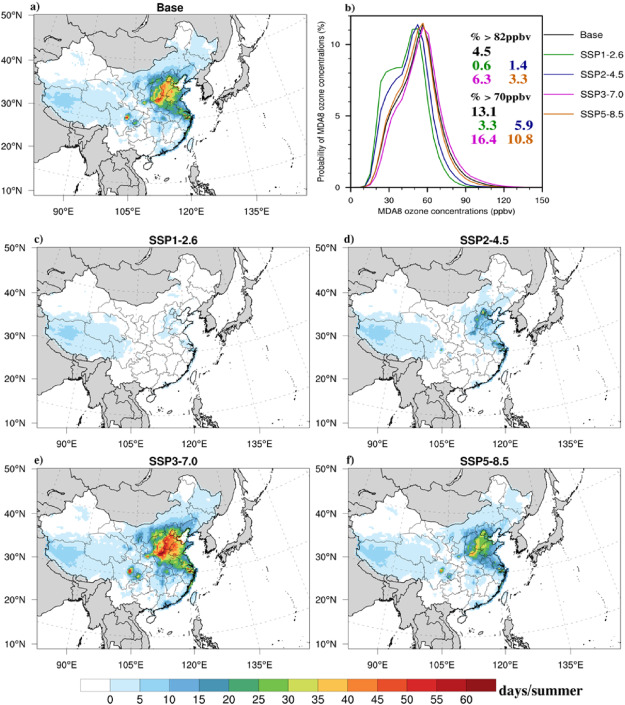 a) Base
50°N
40°N
30°N
20°N
10°N
90°E 105°E 120°E 135°E
b)
Probability of MDA8 ozone concentrations (%)
10
5
0
0 30 60 90 120 150
MDA8 ozone concentrations (ppbv)
% > 82ppbv
4.5
0.6 1.4
6.3 3.3
% > 70ppbv
13.1
3.3 5.9
16.4 10.8
Base
SSP1-2.6
SSP2-4.5
SSP3-7.0
SSP5-8.5
c) SSP1-2.6
50°N
40°N
30°N
20°N
10°N
90°E 105°E 120°E 135°E
d) SSP2-4.5
50°N
40°N
30°N
20°N
10°N
90°E 105°E 120°E 135°E
e) SSP3-7.0
50°N
40°N
30°N
20°N
10°N
90°E 105°E 120°E 135°E
f) SSP5-8.5
50°N
40°N
30°N
20°N
10°N
90°E 105°E 120°E 135°E
0 5 10 15 20 25 30 35 40 45 50 55 60
days/summer